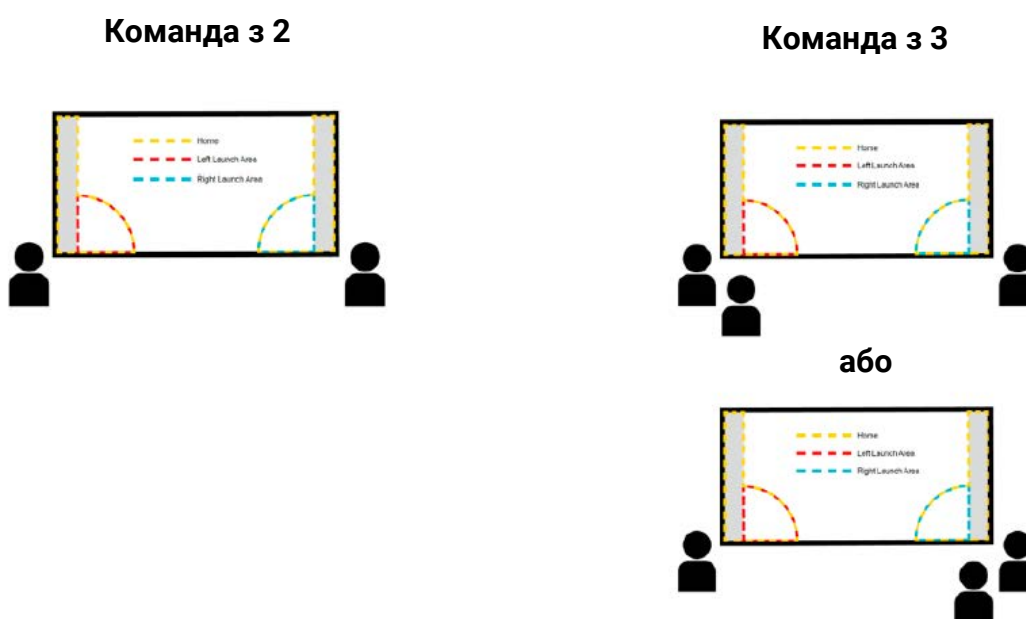 Команда з 2
Home
Left Launch Area
Right Launch Area
Команда з 3
Home
Left Launch Area
Right Launch Area
або
Home
Left Launch Area
Right Launch Area